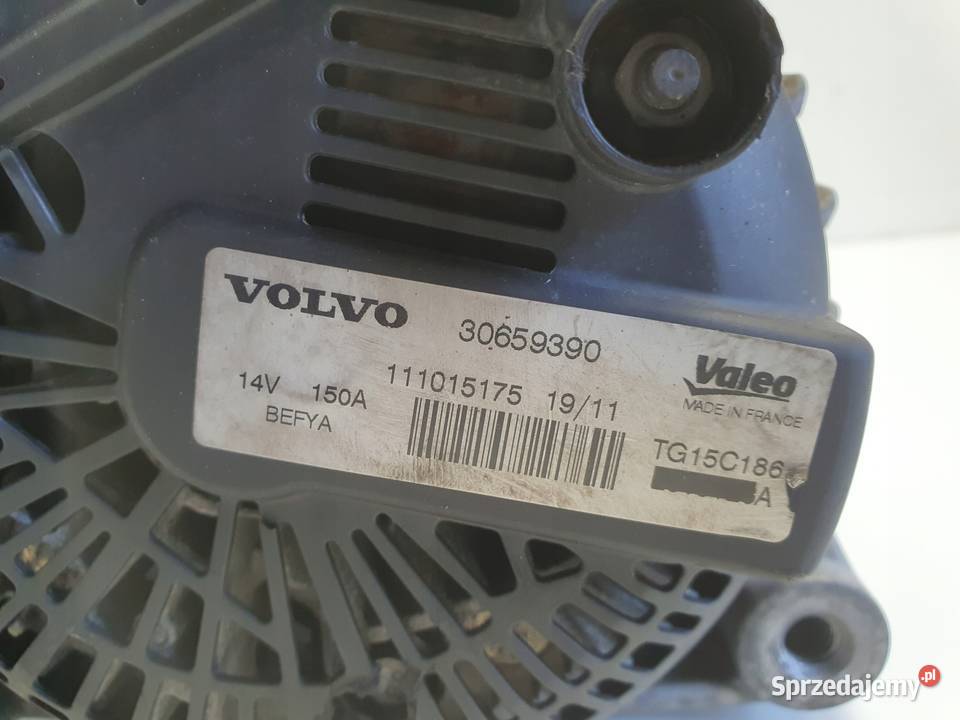 VOLVO
30659390
Valeo
MADE IN FRANCE
14V 150A
111015175 19/11
BEFYA
TG15C186
A
Sprzedajemy.pl